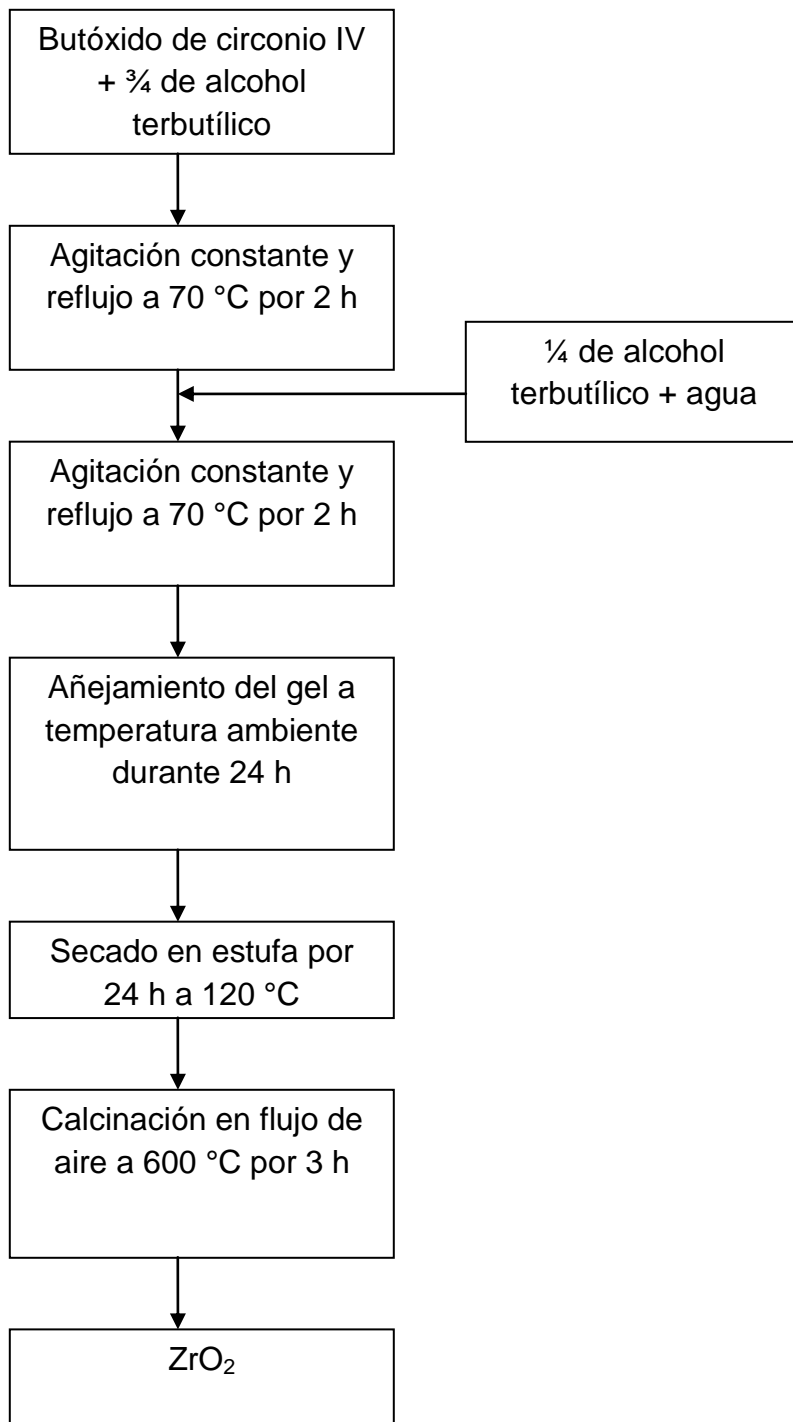 Butóxido de circonio IV
+ ¾ de alcohol
terbutílico
Agitación constante y
reflujo a 70 °C por 2 h
¼ de alcohol
terbutílico + agua
Agitación constante y
reflujo a 70 °C por 2 h
Añejamiento del gel a
temperatura ambiente
durante 24 h
Secado en estufa por
24 h a 120 °C
Calcinación en flujo de
aire a 600 °C por 3 h
ZrO₂